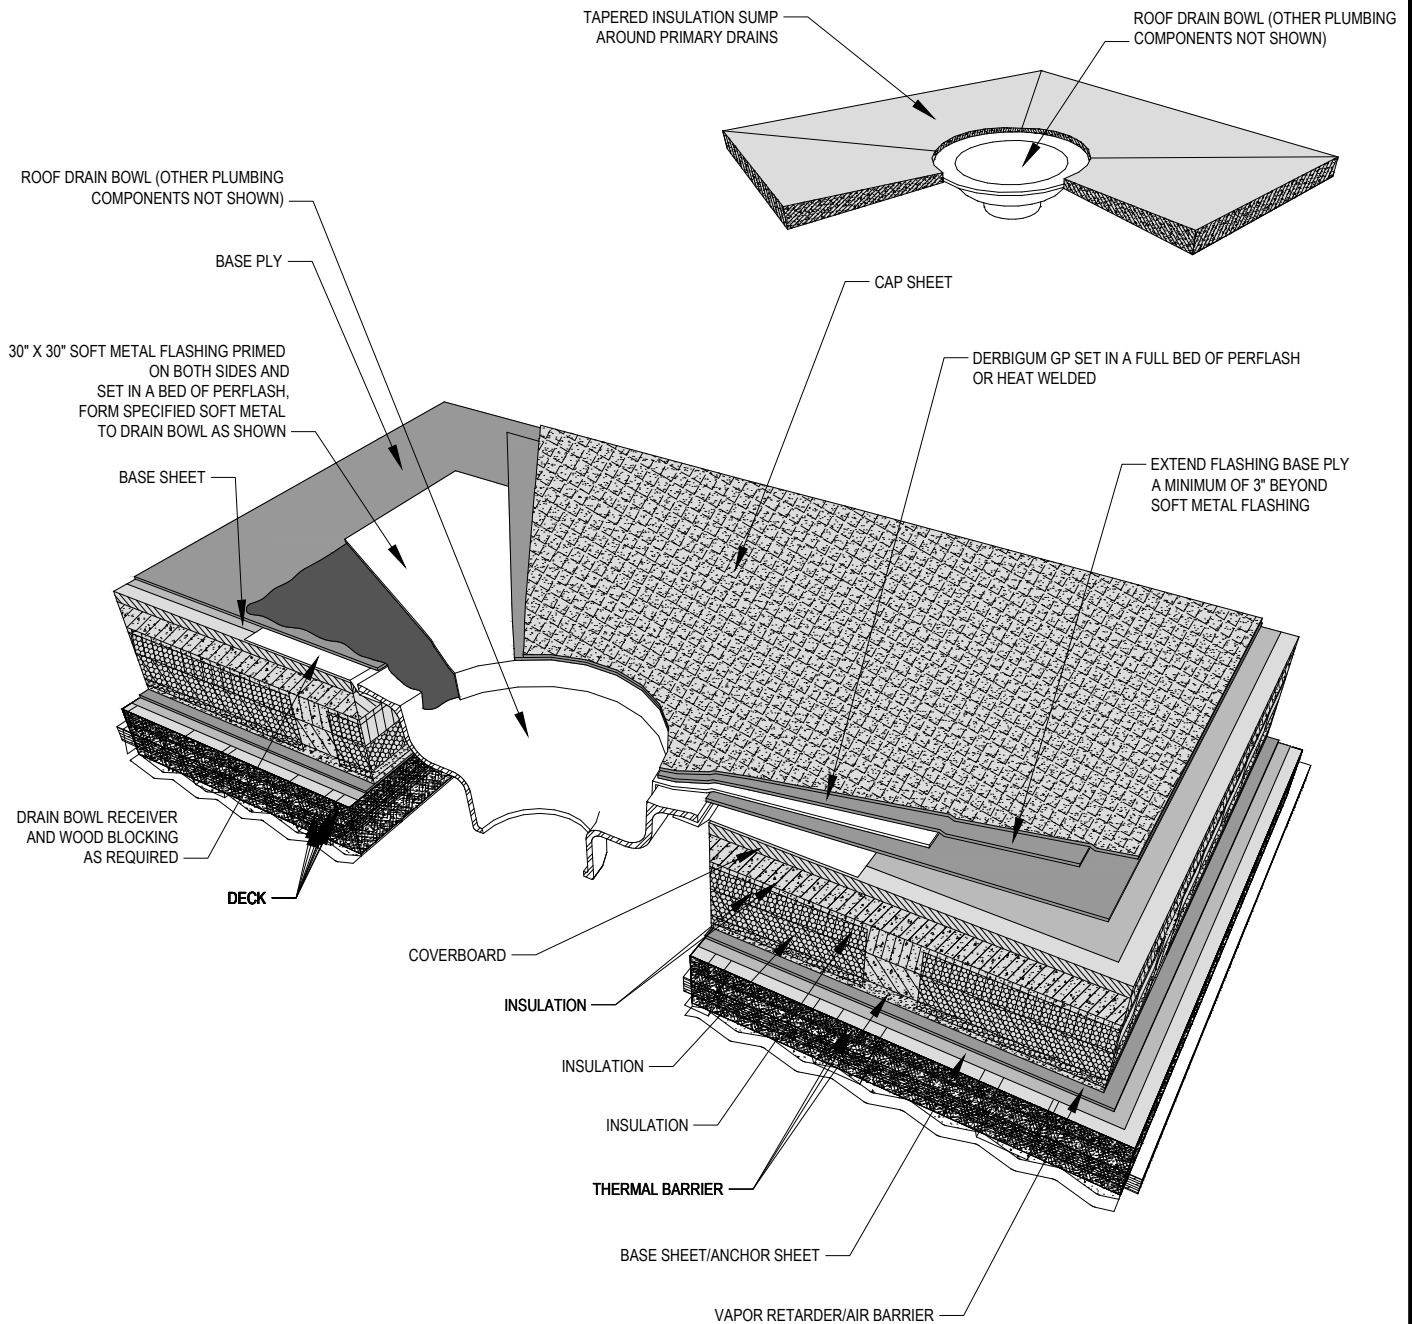 TAPERED INSULATION SUMP
AROUND PRIMARY DRAINS
ROOF DRAIN BOWL (OTHER PLUMBING
COMPONENTS NOT SHOWN)
ROOF DRAIN BOWL (OTHER PLUMBING
COMPONENTS NOT SHOWN)
BASE PLY
CAP SHEET
30" X 30" SOFT METAL FLASHING PRIMED
ON BOTH SIDES AND
SET IN A BED OF PERFLASH,
FORM SPECIFIED SOFT METAL
TO DRAIN BOWL AS SHOWN
DERBIGUM GP SET IN A FULL BED OF PERFLASH
OR HEAT WELDED
BASE SHEET
EXTEND FLASHING BASE PLY
A MINIMUM OF 3" BEYOND
SOFT METAL FLASHING
DRAIN BOWL RECEIVER
AND WOOD BLOCKING
AS REQUIRED
DECK
COVERBOARD
INSULATION
INSULATION
INSULATION
THERMAL BARRIER
BASE SHEET/ANCHOR SHEET
VAPOR RETARDER/AIR BARRIER